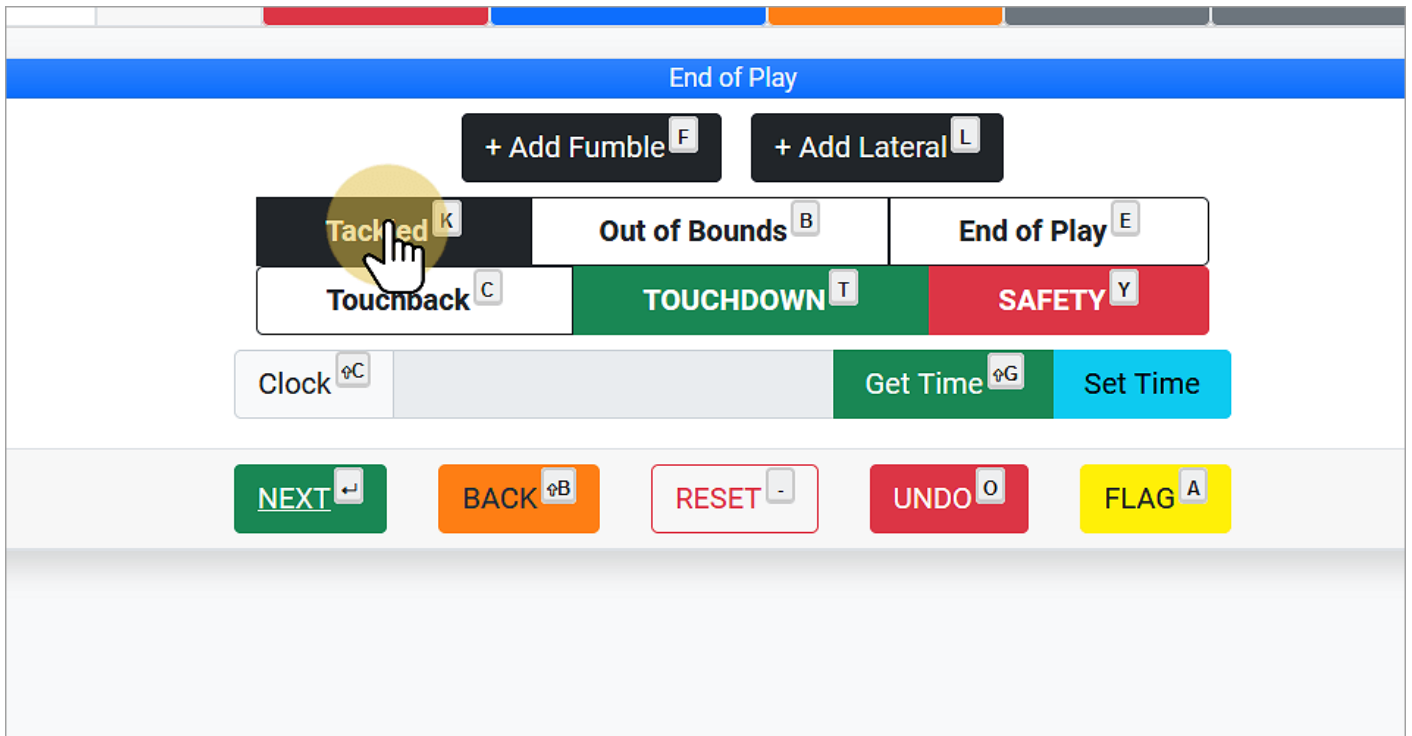 End of Play
+ Add Fumble F + Add Lateral L
Tackled K Out of Bounds B End of Play E
Touchback C TOUCHDOWN T SAFETY Y
Clock ⇧C Get Time ⇧G Set Time
NEXT ↵ BACK ⇧B RESET - UNDO O FLAG A